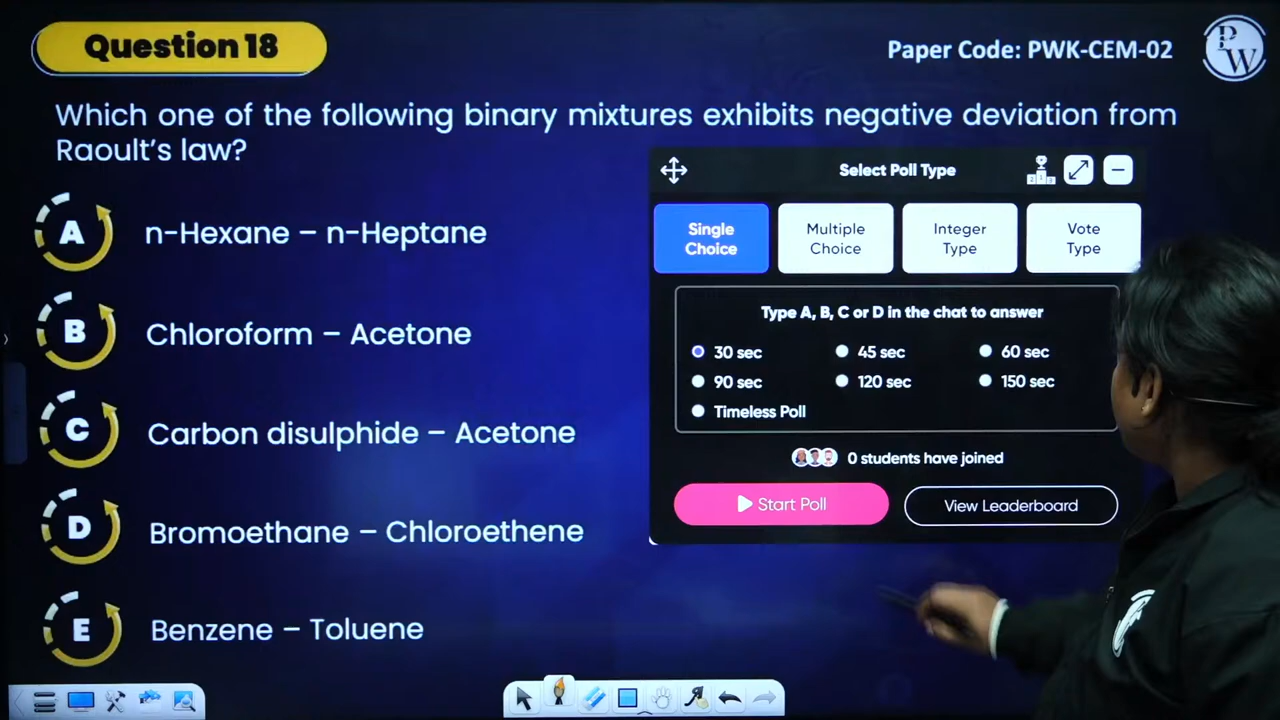 Question 18
Paper Code: PWK-CEM-02
P
W
Which one of the following binary mixtures exhibits negative deviation from
Raoult's law?
A n-Hexane – n-Heptane
B Chloroform – Acetone
C Carbon disulphide – Acetone
D Bromoethane – Chloroethene
E Benzene – Toluene
Select Poll Type
Single
Choice
Multiple
Choice
Integer
Type
Vote
Type
Type A, B, C or D in the chat to answer
30 sec 45 sec 60 sec
90 sec 120 sec 150 sec
Timeless Poll
0 students have joined
Start Poll View Leaderboard